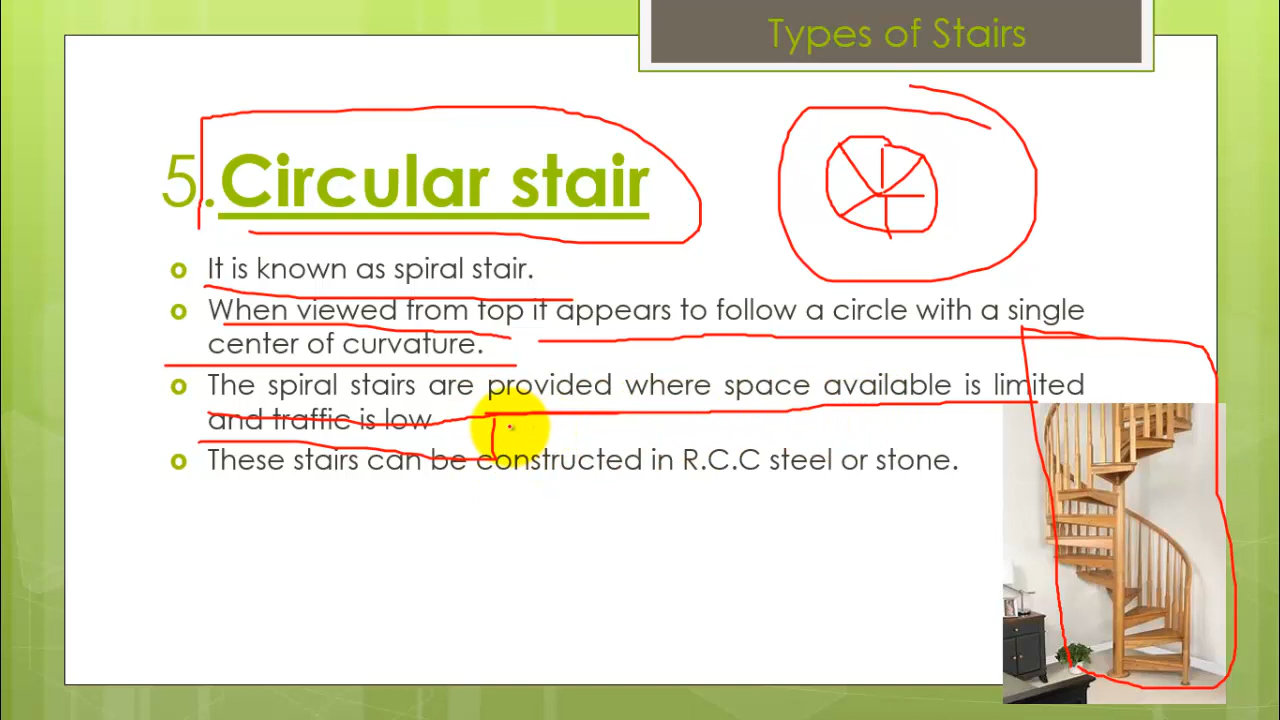 Types of Stairs
5.Circular stair
It is known as spiral stair.
When viewed from top it appears to follow a circle with a single
center of curvature.
The spiral stairs are provided where space available is limited
and traffic is low
These stairs can be constructed in R.C.C steel or stone.